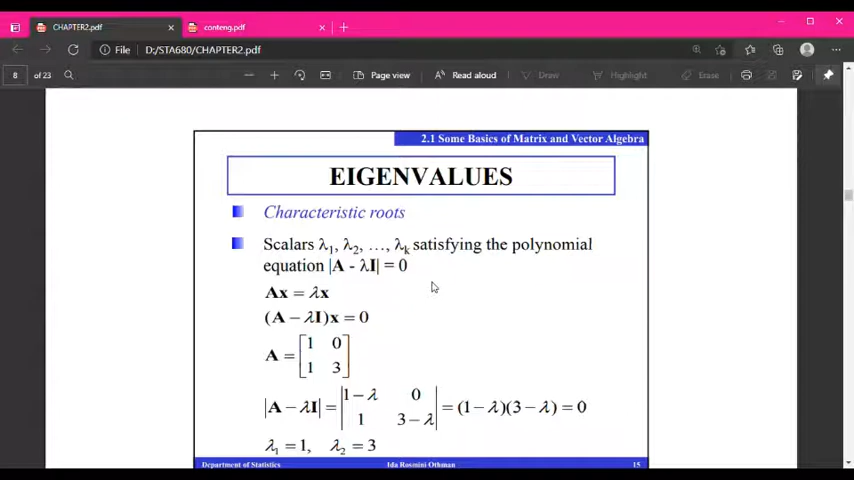 CHAPTER2.pdf
conteng.pdf
File D:/STA680/CHAPTER2.pdf
8 of 23 Page view Read aloud Draw Highlight Erase
2.1 Some Basics of Matrix and Vector Algebra
EIGENVALUES
Characteristic roots
Scalars λ1, λ2, …, λk satisfying the polynomial
equation |A - λI| = 0
Ax = λx
(A − λI)x = 0
A = [1 0
1 3]
|A − λI| = |1 − λ 0
1 3 − λ| = (1 − λ)(3 − λ) = 0
λ1 = 1, λ2 = 3
Department of Statistics Ida Rosmini Othman 15